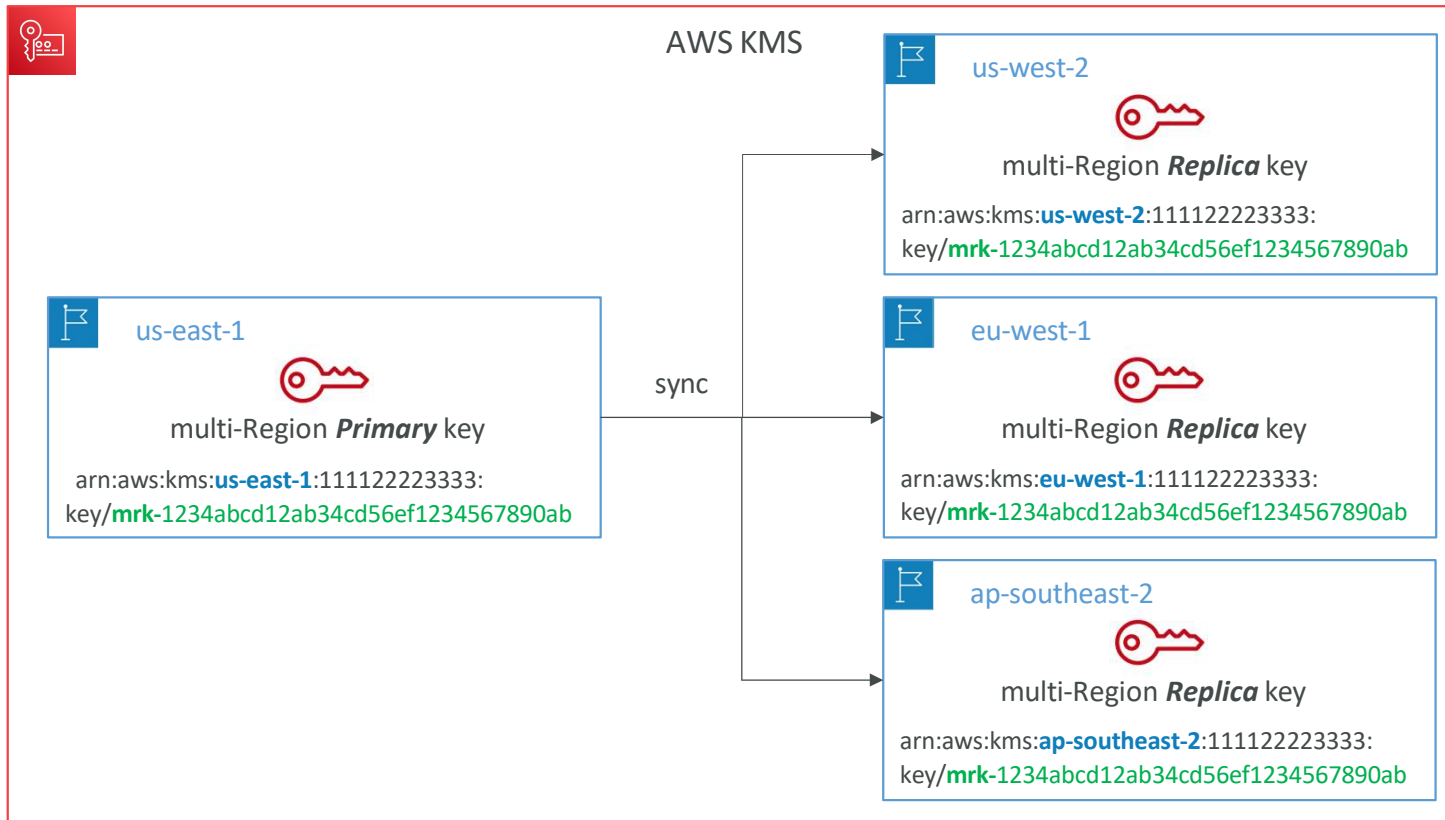 AWS KMS
us-east-1
multi-Region Primary key
arn:aws:kms:us-east-1:111122223333:
key/mrk-1234abcd12ab34cd56ef1234567890ab
sync
us-west-2
multi-Region Replica key
arn:aws:kms:us-west-2:111122223333:
key/mrk-1234abcd12ab34cd56ef1234567890ab
eu-west-1
multi-Region Replica key
arn:aws:kms:eu-west-1:111122223333:
key/mrk-1234abcd12ab34cd56ef1234567890ab
ap-southeast-2
multi-Region Replica key
arn:aws:kms:ap-southeast-2:111122223333:
key/mrk-1234abcd12ab34cd56ef1234567890ab